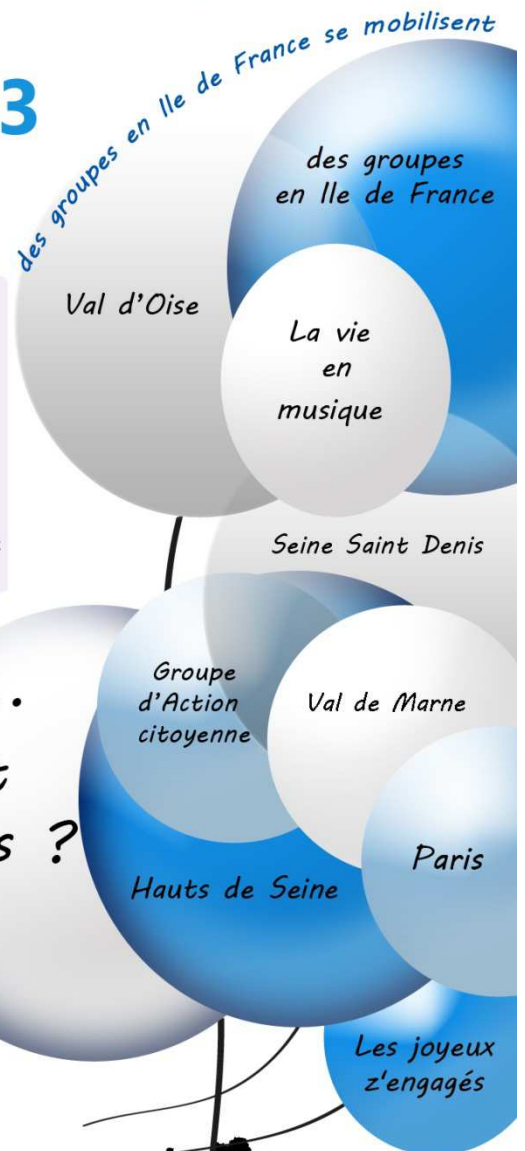 des groupes en Ile de France se mobilisent
3
des groupes
en Ile de France
Val d'Oise
La vie
en
musique
Seine Saint Denis
Groupe
d'Action
citoyenne
Val de Marne
?
Paris
Hauts de Seine
Les joyeux
z'engagés